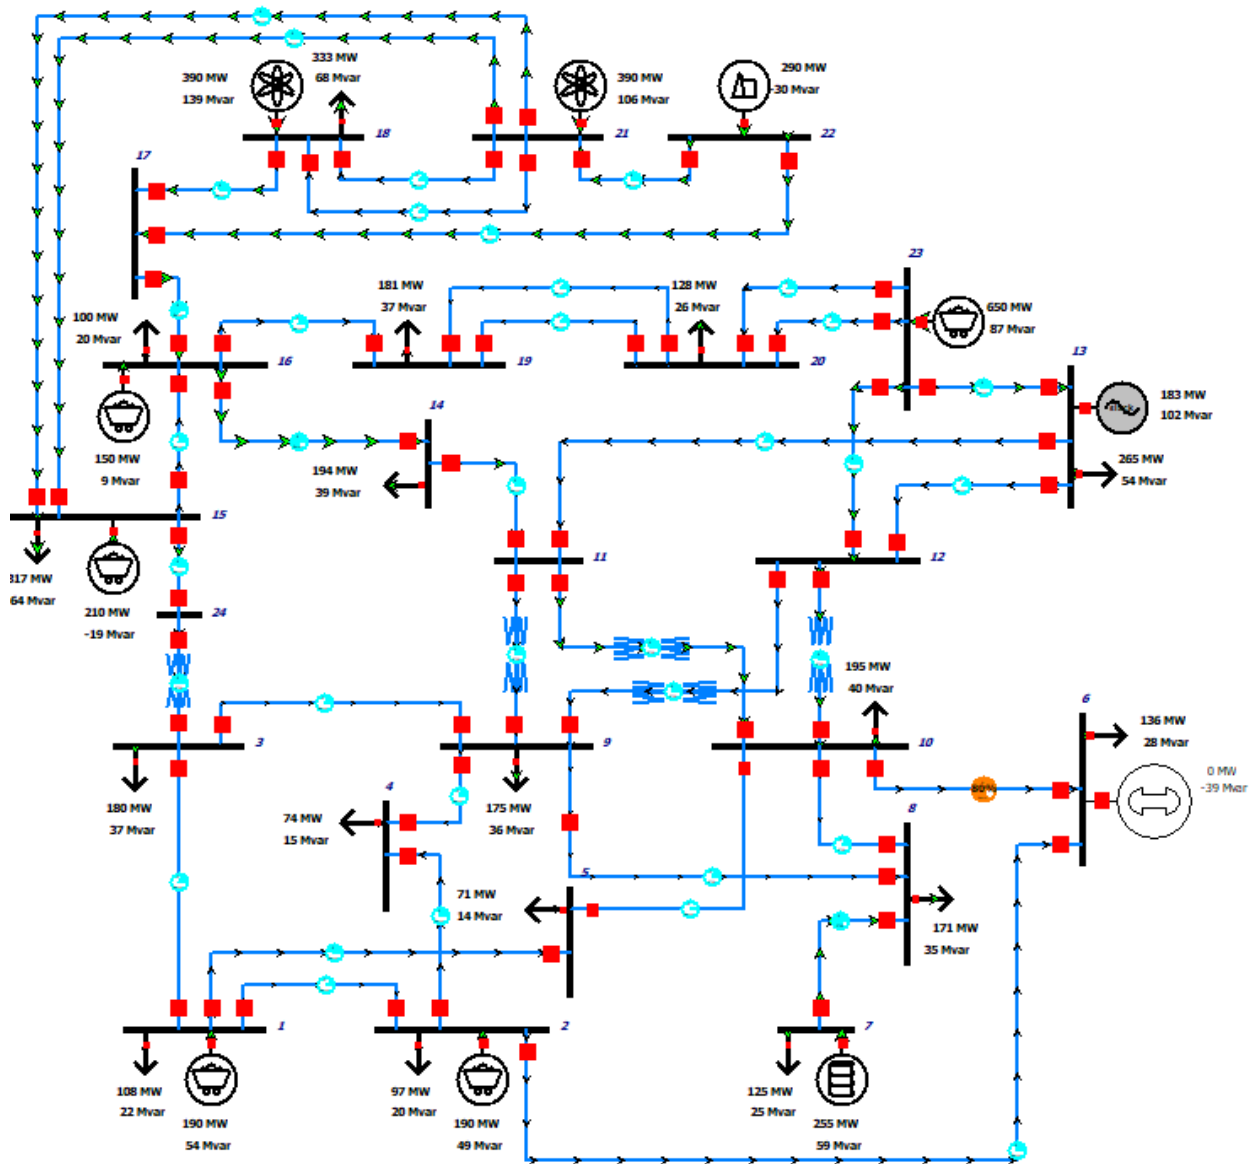 333 MW
68 Mvar
390 MW
139 Mvar
390 MW
106 Mvar
290 MW
-30 Mvar
18
21
22
17
23
181 MW
37 Mvar
128 MW
26 Mvar
650 MW
87 Mvar
100 MW
20 Mvar
16
19
20
13
183 MW
102 Mvar
slack
14
150 MW
9 Mvar
194 MW
39 Mvar
265 MW
54 Mvar
15
11
12
317 MW
64 Mvar
210 MW
-19 Mvar
24
195 MW
40 Mvar
6
136 MW
28 Mvar
3
9
10
0 MW
-39 Mvar
80%
4
8
180 MW
37 Mvar
74 MW
15 Mvar
175 MW
36 Mvar
5
71 MW
14 Mvar
171 MW
35 Mvar
1
2
7
108 MW
22 Mvar
190 MW
54 Mvar
97 MW
20 Mvar
190 MW
49 Mvar
125 MW
25 Mvar
255 MW
59 Mvar